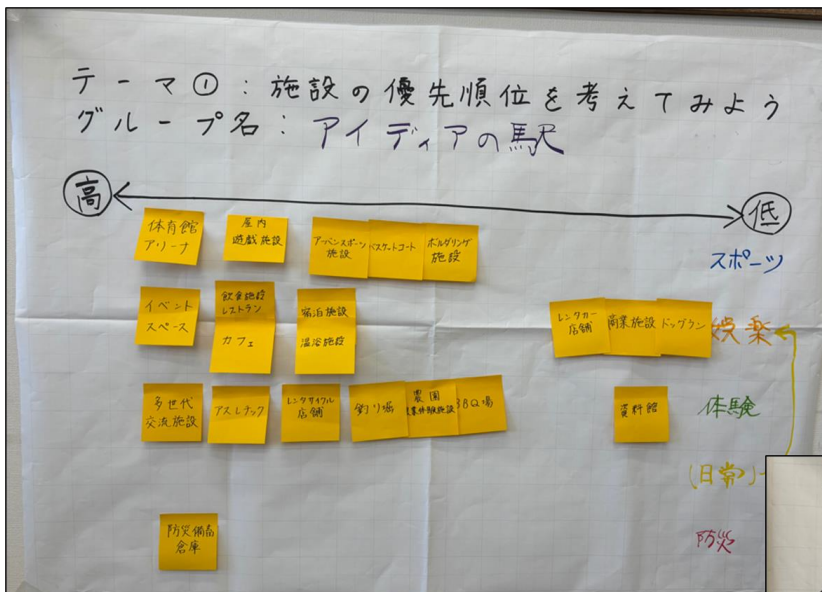 テーマ①:施設の優先順位を考えてみよう
グループ名:アイディアの駅
高
低
体育館
アリーナ
屋内
遊戯施設
アーバンスポーツ
施設
バスケットコート
ボルダリング
施設
スポーツ
イベント
スペース
飲食施設
レストラン
カフェ
宿泊施設
温浴施設
レンタカー
店舗
商業施設
ドッグラン
娯楽
多世代
交流施設
アスレチック
レンタサイクル
店舗
釣り堀
農園
農業体験施設
BBQ場
資料館
体験
(日常)
防災備品
倉庫
防災